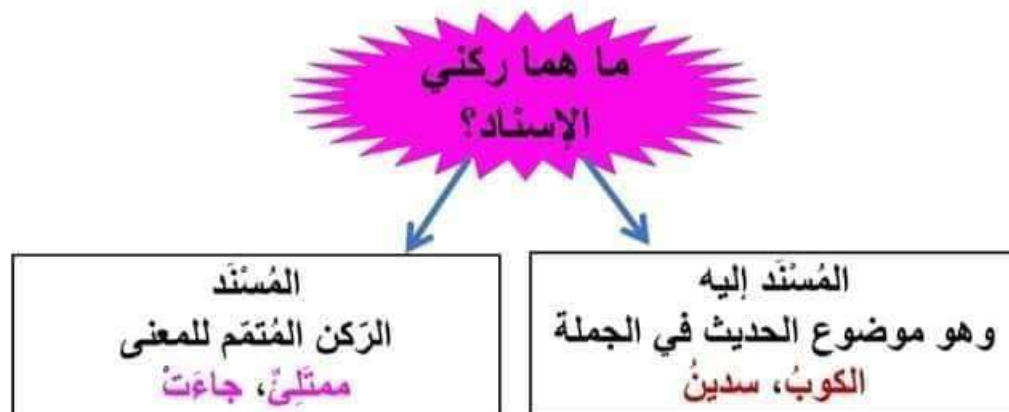 ما هما ركني
الإسناد؟
المُسْنَد إليه
وهو موضوع الحديث في الجملة
الكوبُ، سدينُ
المُسْنَد
الرّكن المُتمّم للمعنى
ممتَلِئٌ، جاءَتْ